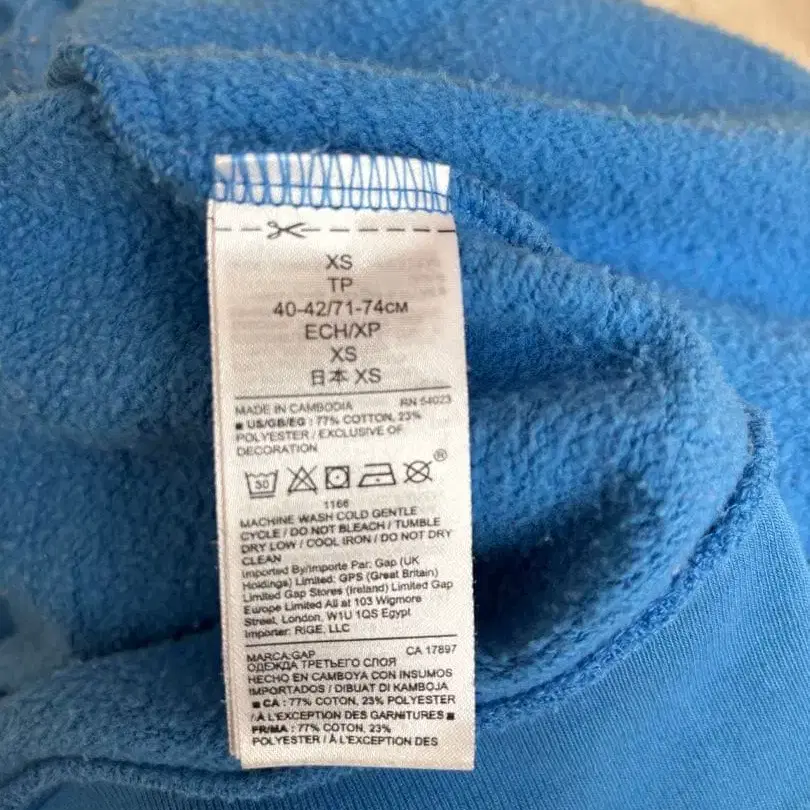 XS
TP
40-42/71-74CM
ECH/XP
XS
日本 XS
MADE IN CAMBODIA RN 54023
■ US/GB/EG : 77% COTTON, 23%
POLYESTER / EXCLUSIVE OF
DECORATION
30
®
1166
MACHINE WASH COLD GENTLE
CYCLE / DO NOT BLEACH / TUMBLE
DRY LOW / COOL IRON / DO NOT DRY
CLEAN
Imported By/Importe Par: Gap (UK
Holdings) Limited: GPS (Great Britain)
Limited Gap Stores (Ireland) Limited Gap
Europe Limited All at 103 Wigmore
Street, London, W1U 1QS Egypt
Importer: RIGE, LLC
MARCA:GAP CA 17897
ОДЕЖДА ТРЕТЬЕГО СЛОЯ
HECHO EN CAMBOYA CON INSUMOS
IMPORTADOS / DIBUAT DI KAMBOJA
■ CA : 77% COTON, 23% POLYESTER
/ À L'EXCEPTION DES GARNITURES ■
FR/MA : 77% COTON, 23%
POLYESTER / À L'EXCEPTION DES